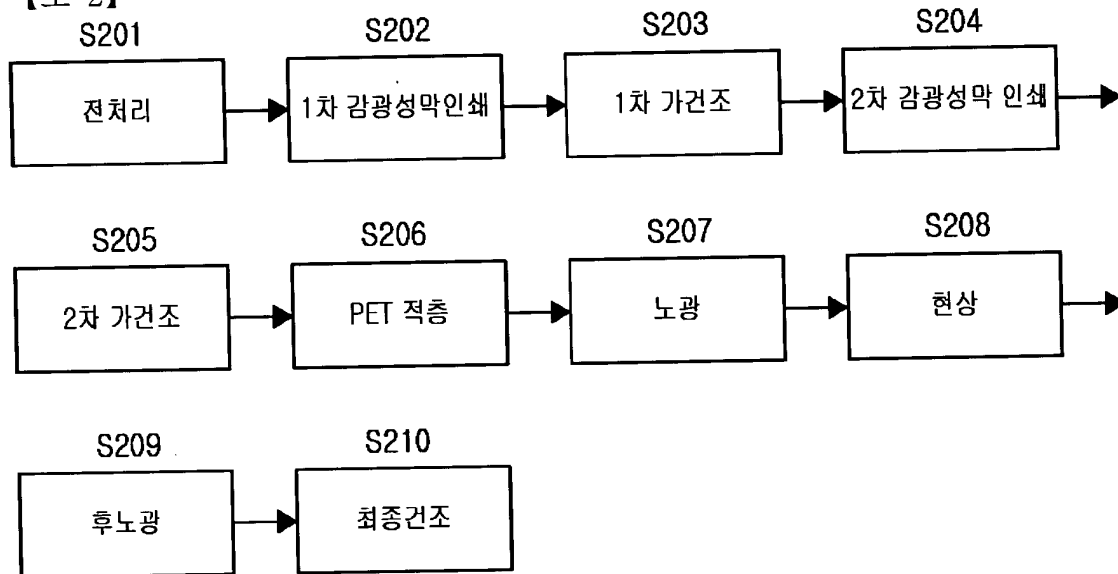 【도 2】
S201 S202 S203 S204
전처리 1차 감광성막인쇄 1차 가건조 2차 감광성막 인쇄
S205 S206 S207 S208
2차 가건조 PET 적층 노광 현상
S209 S210
후노광 최종건조